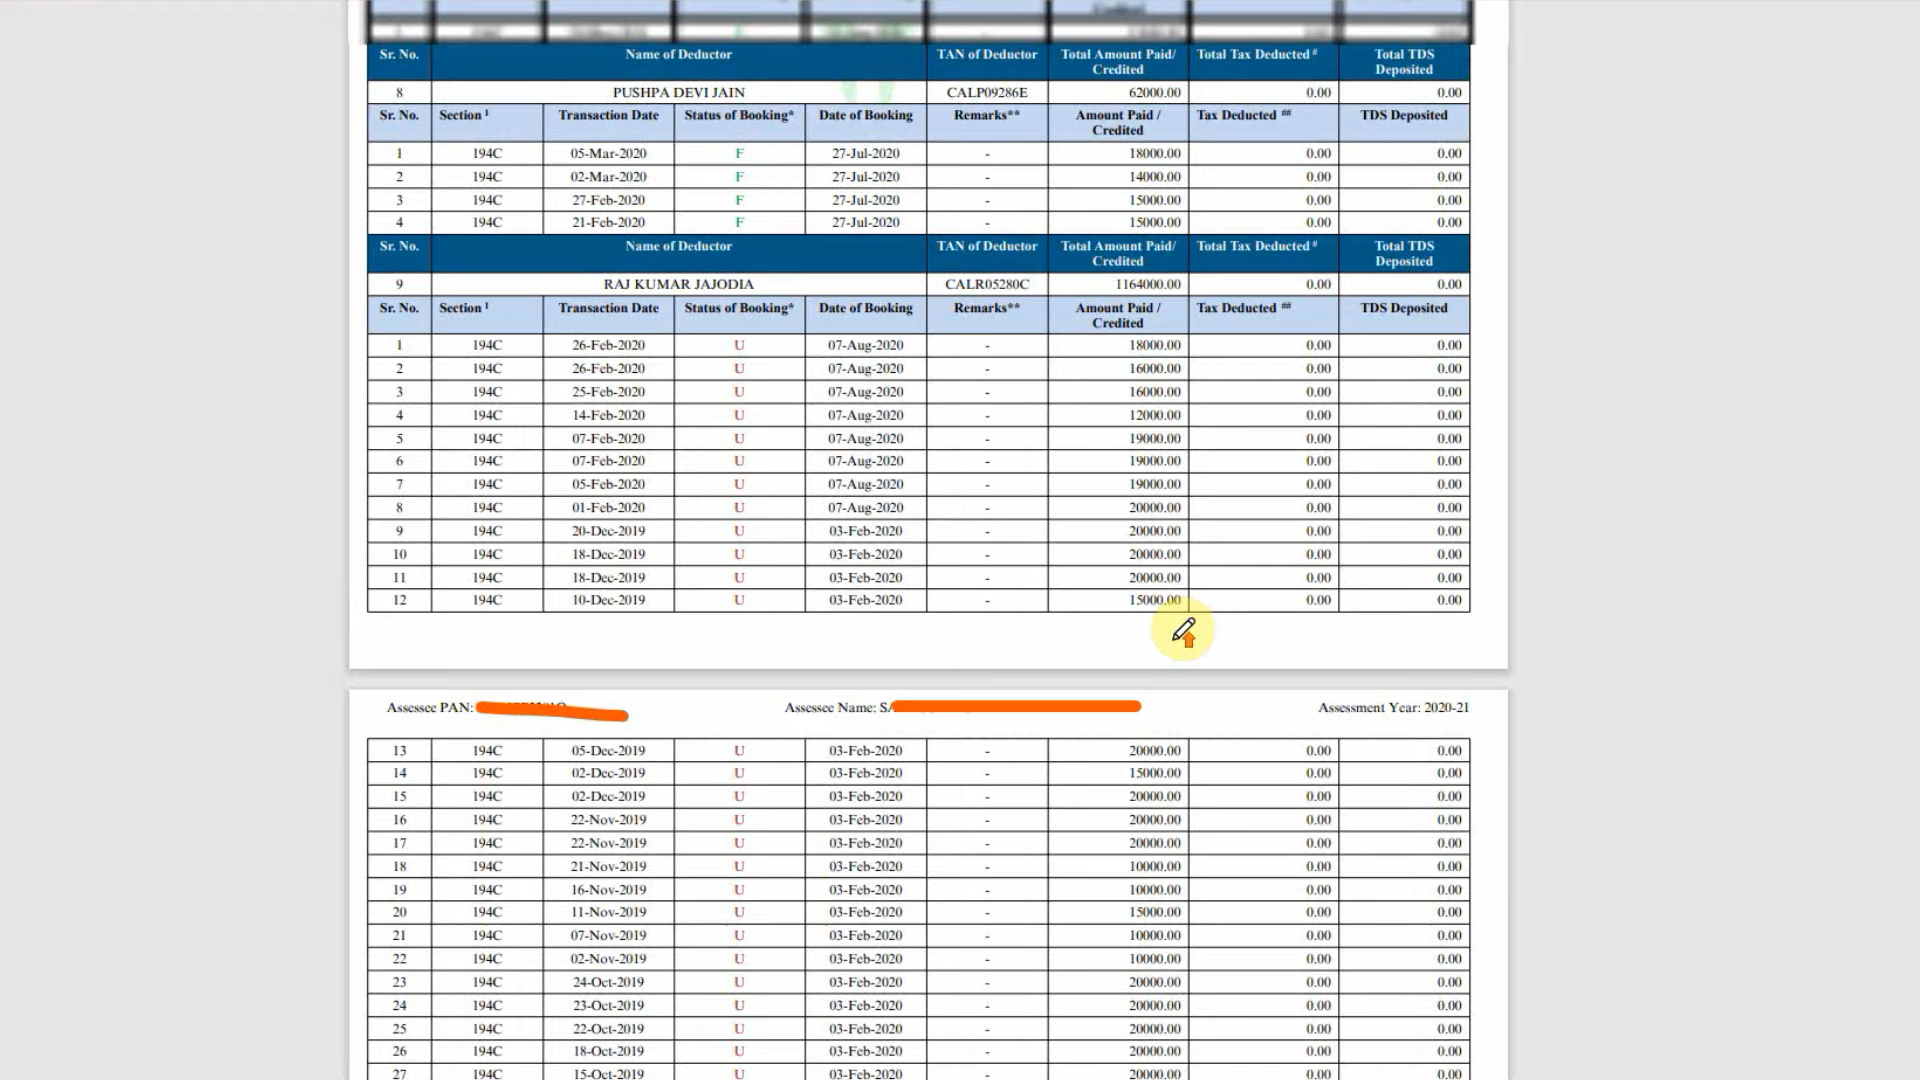 Sr. No. Name of Deductor TAN of Deductor Total Amount Paid/ Credited Total Tax Deducted # Total TDS Deposited
8 PUSHPA DEVI JAIN CALP09286E 62000.00 0.00 0.00
Sr. No. Section 1 Transaction Date Status of Booking* Date of Booking Remarks** Amount Paid / Credited Tax Deducted ## TDS Deposited
1 194C 05-Mar-2020 F 27-Jul-2020 - 18000.00 0.00 0.00
2 194C 02-Mar-2020 F 27-Jul-2020 - 14000.00 0.00 0.00
3 194C 27-Feb-2020 F 27-Jul-2020 - 15000.00 0.00 0.00
4 194C 21-Feb-2020 F 27-Jul-2020 - 15000.00 0.00 0.00
Sr. No. Name of Deductor TAN of Deductor Total Amount Paid/ Credited Total Tax Deducted # Total TDS Deposited
9 RAJ KUMAR JAJODIA CALR05280C 1164000.00 0.00 0.00
Sr. No. Section 1 Transaction Date Status of Booking* Date of Booking Remarks** Amount Paid / Credited Tax Deducted ## TDS Deposited
1 194C 26-Feb-2020 U 07-Aug-2020 - 18000.00 0.00 0.00
2 194C 26-Feb-2020 U 07-Aug-2020 - 16000.00 0.00 0.00
3 194C 25-Feb-2020 U 07-Aug-2020 - 16000.00 0.00 0.00
4 194C 14-Feb-2020 U 07-Aug-2020 - 12000.00 0.00 0.00
5 194C 07-Feb-2020 U 07-Aug-2020 - 19000.00 0.00 0.00
6 194C 07-Feb-2020 U 07-Aug-2020 - 19000.00 0.00 0.00
7 194C 05-Feb-2020 U 07-Aug-2020 - 19000.00 0.00 0.00
8 194C 01-Feb-2020 U 07-Aug-2020 - 20000.00 0.00 0.00
9 194C 20-Dec-2019 U 03-Feb-2020 - 20000.00 0.00 0.00
10 194C 18-Dec-2019 U 03-Feb-2020 - 20000.00 0.00 0.00
11 194C 18-Dec-2019 U 03-Feb-2020 - 20000.00 0.00 0.00
12 194C 10-Dec-2019 U 03-Feb-2020 - 15000.00 0.00 0.00
Assessee PAN: Assessee Name: SA Assessment Year: 2020-21
13 194C 05-Dec-2019 U 03-Feb-2020 - 20000.00 0.00 0.00
14 194C 02-Dec-2019 U 03-Feb-2020 - 15000.00 0.00 0.00
15 194C 02-Dec-2019 U 03-Feb-2020 - 20000.00 0.00 0.00
16 194C 22-Nov-2019 U 03-Feb-2020 - 20000.00 0.00 0.00
17 194C 22-Nov-2019 U 03-Feb-2020 - 20000.00 0.00 0.00
18 194C 21-Nov-2019 U 03-Feb-2020 - 10000.00 0.00 0.00
19 194C 16-Nov-2019 U 03-Feb-2020 - 10000.00 0.00 0.00
20 194C 11-Nov-2019 U 03-Feb-2020 - 15000.00 0.00 0.00
21 194C 07-Nov-2019 U 03-Feb-2020 - 10000.00 0.00 0.00
22 194C 02-Nov-2019 U 03-Feb-2020 - 10000.00 0.00 0.00
23 194C 24-Oct-2019 U 03-Feb-2020 - 20000.00 0.00 0.00
24 194C 23-Oct-2019 U 03-Feb-2020 - 20000.00 0.00 0.00
25 194C 22-Oct-2019 U 03-Feb-2020 - 20000.00 0.00 0.00
26 194C 18-Oct-2019 U 03-Feb-2020 - 20000.00 0.00 0.00
27 194C 15-Oct-2019 U 03-Feb-2020 - 20000.00 0.00 0.00